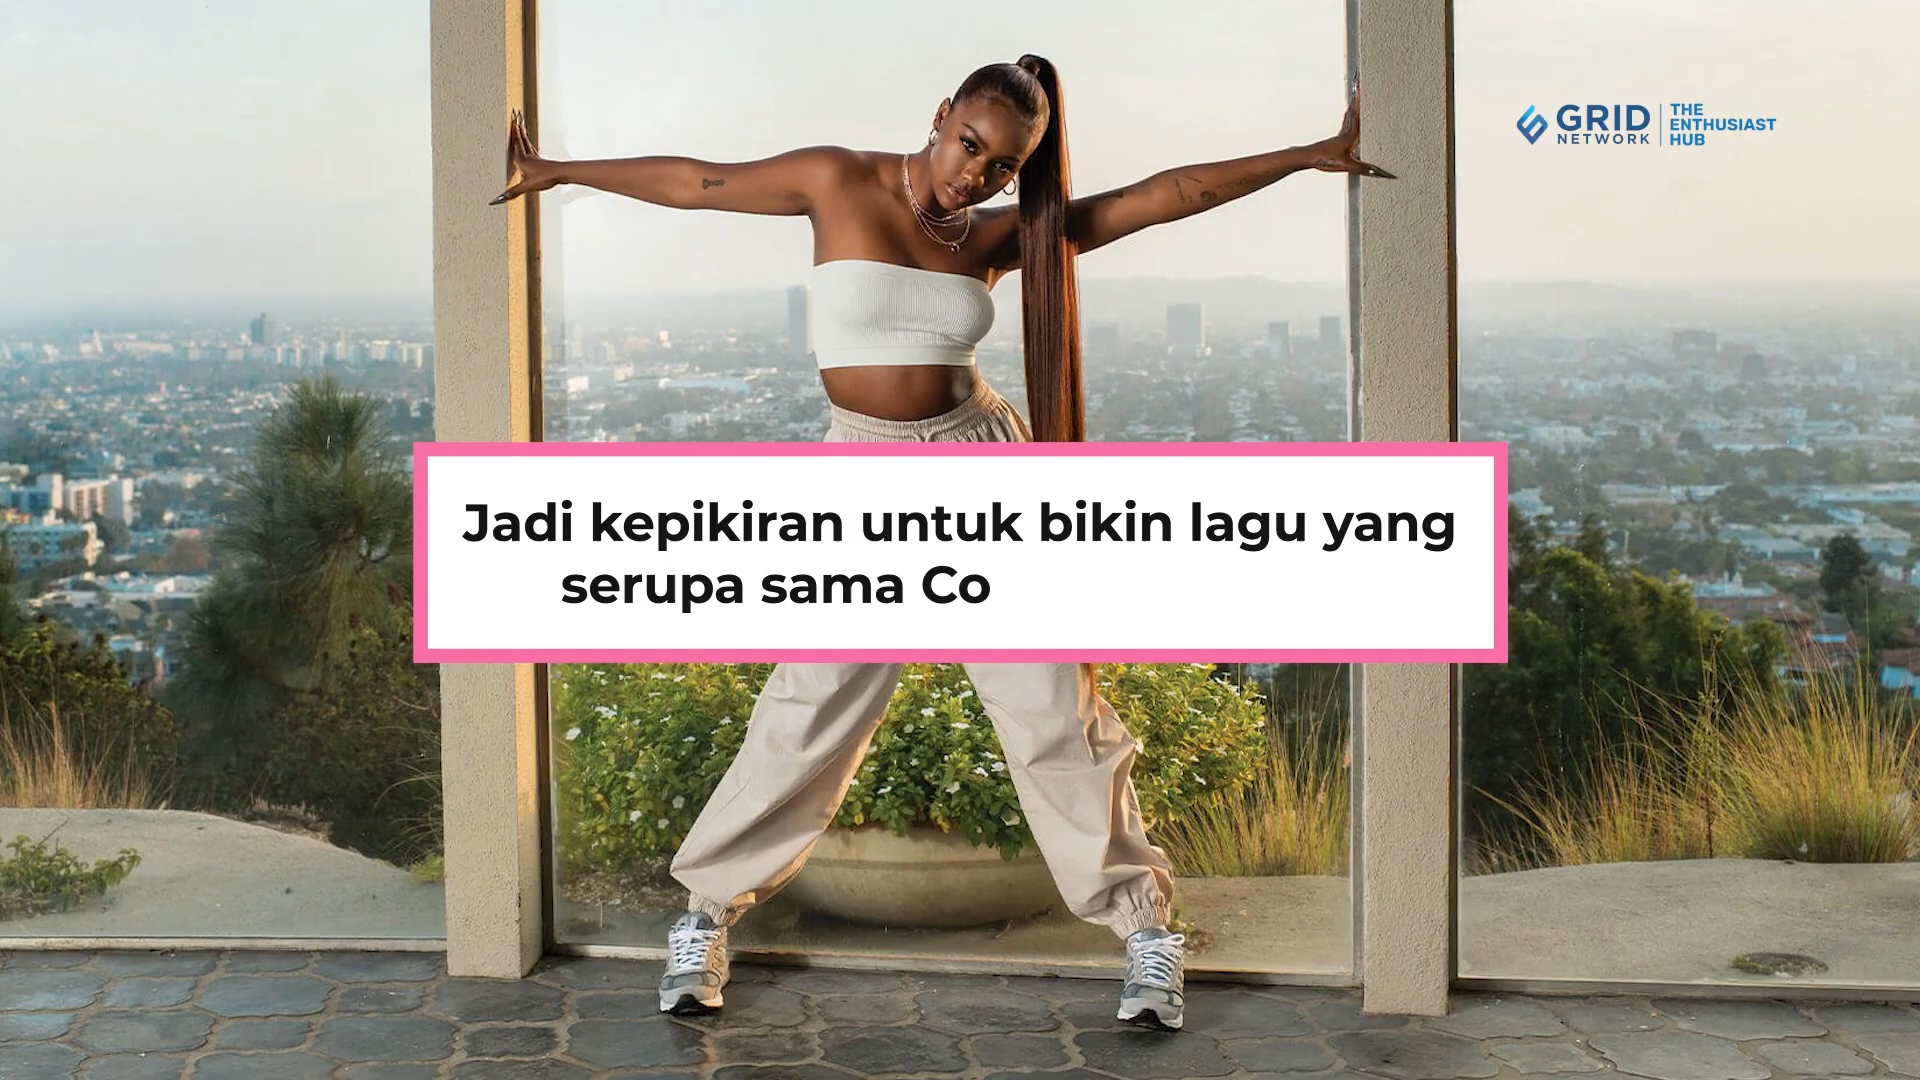 GRID
NETWORK
THE
ENTHUSIAST
HUB
Jadi kepikiran untuk bikin lagu yang
serupa sama Co